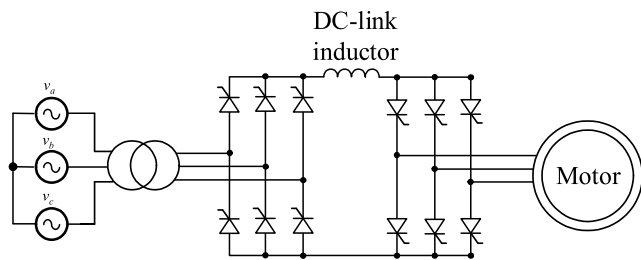 DC-link
inductor
v_a
v_b
v_c
Motor